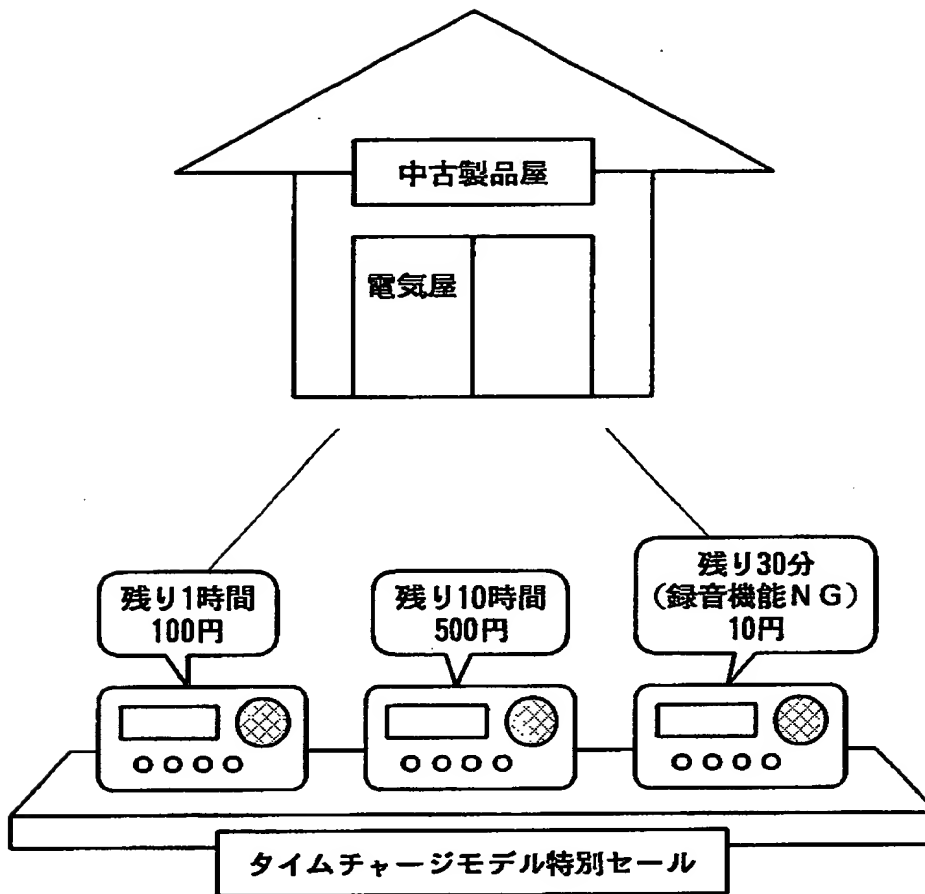 中古製品屋
電気屋
残り1時間
100円
残り10時間
500円
残り30分
（録音機能NG）
10円
タイムチャージモデル特別セール